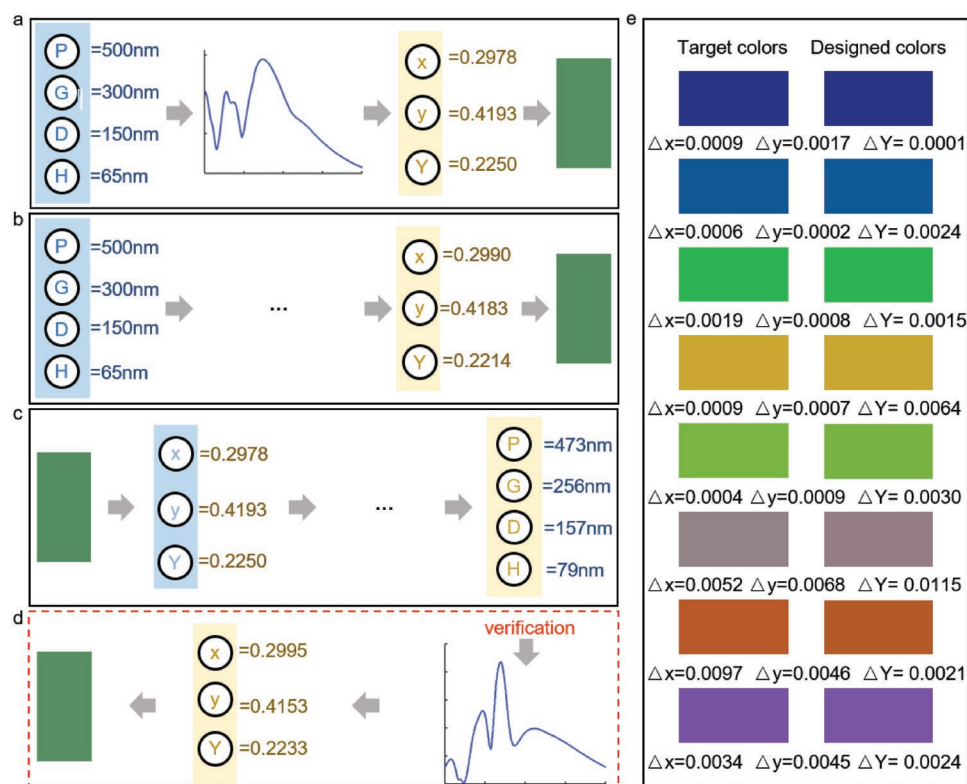 a
P =500nm
G =300nm
D =150nm
H =65nm
x =0.2978
y =0.4193
Y =0.2250
b
P =500nm
G =300nm
D =150nm
H =65nm
...
x =0.2990
y =0.4183
Y =0.2214
c
x =0.2978
y =0.4193
Y =0.2250
...
P =473nm
G =256nm
D =157nm
H =79nm
d
x =0.2995
y =0.4153
Y =0.2233
verification
e
Target colors Designed colors
△x=0.0009 △y=0.0017 △Y= 0.0001
△x=0.0006 △y=0.0002 △Y= 0.0024
△x=0.0019 △y=0.0008 △Y= 0.0015
△x=0.0009 △y=0.0007 △Y= 0.0064
△x=0.0004 △y=0.0009 △Y= 0.0030
△x=0.0052 △y=0.0068 △Y= 0.0115
△x=0.0097 △y=0.0046 △Y= 0.0021
△x=0.0034 △y=0.0045 △Y= 0.0024